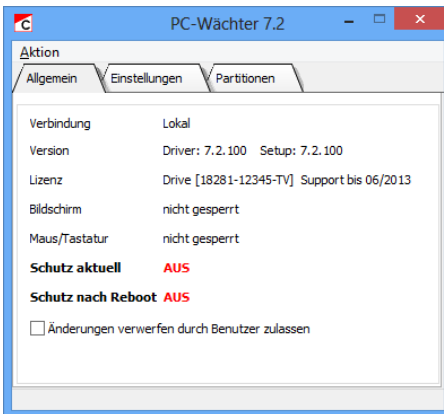 PC-Wächter 7.2
Aktion
Allgemein Einstellungen Partitionen
Verbindung Lokal
Version Driver: 7.2.100 Setup: 7.2.100
Lizenz Drive [18281-12345-TV] Support bis 06/2013
Bildschirm nicht gesperrt
Maus/Tastatur nicht gesperrt
Schutz aktuell AUS
Schutz nach Reboot AUS
Änderungen verwerfen durch Benutzer zulassen